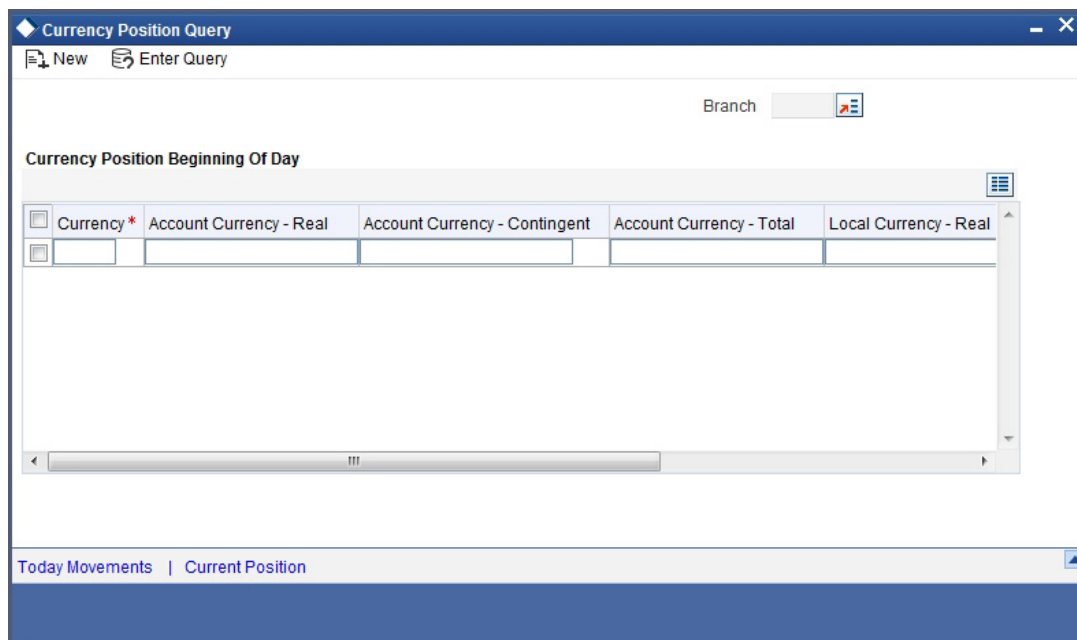 Currency Position Query
New Enter Query
Branch
Currency Position Beginning Of Day
Currency* Account Currency - Real Account Currency - Contingent Account Currency - Total Local Currency - Real
Today Movements | Current Position